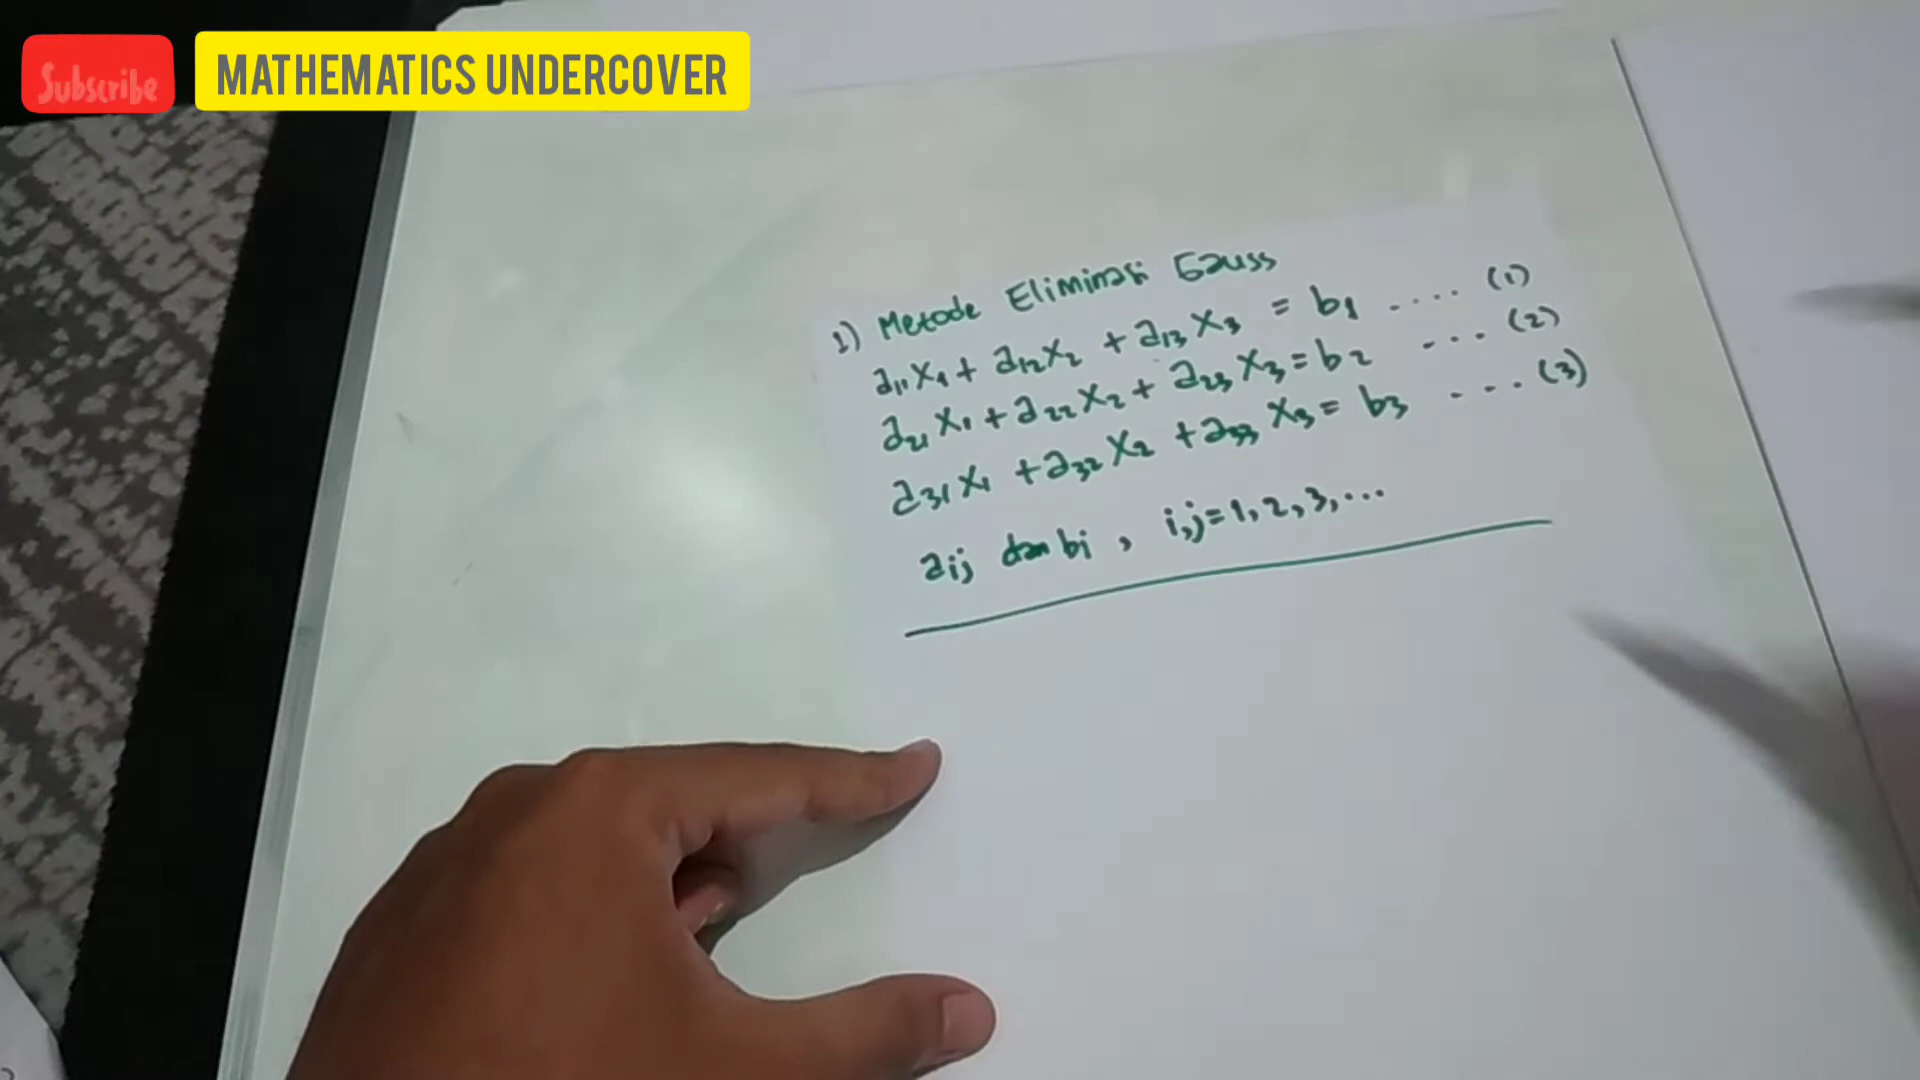 Subscribe
MATHEMATICS UNDERCOVER
1) Metode Eliminasi Gauss
a₁₁x₁ + a₁₂x₂ + a₁₃x₃ = b₁ .... (1)
a₂₁x₁ + a₂₂x₂ + a₂₃x₃ = b₂ .... (2)
a₃₁x₁ + a₃₂x₂ + a₃₃x₃ = b₃ .... (3)
aij dan bi , i,j=1,2,3,...